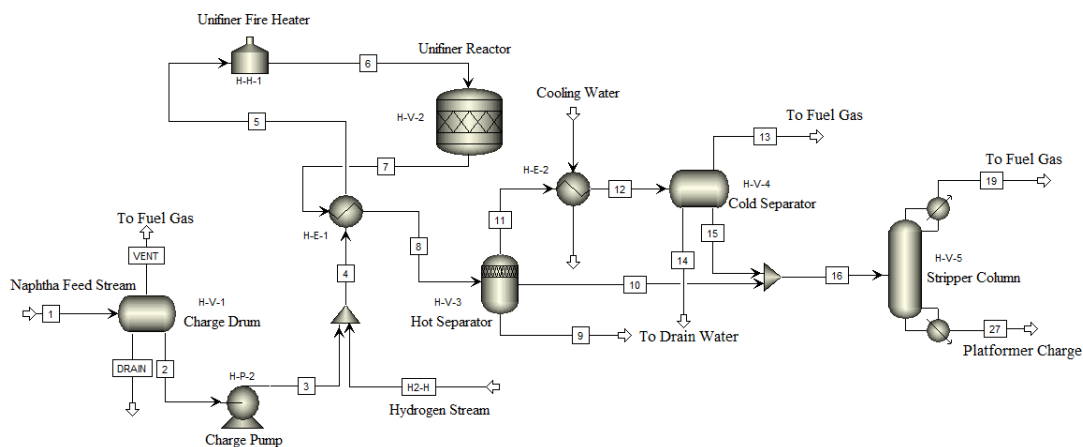 Unifiner Fire Heater
H-H-1
6
Unifiner Reactor
H-V-2
5
7
Cooling Water
H-E-2
12
To Fuel Gas
13
H-V-4
Cold Separator
To Fuel Gas
19
To Fuel Gas
VENT
H-E-1
8
11
15
14
Naphtha Feed Stream
1
H-V-1
Charge Drum
4
H-V-3
Hot Separator
10
16
H-V-5
Stripper Column
9
To Drain Water
27
Platformer Charge
DRAIN
2
H-P-2
3
H2-H
Hydrogen Stream
Charge Pump